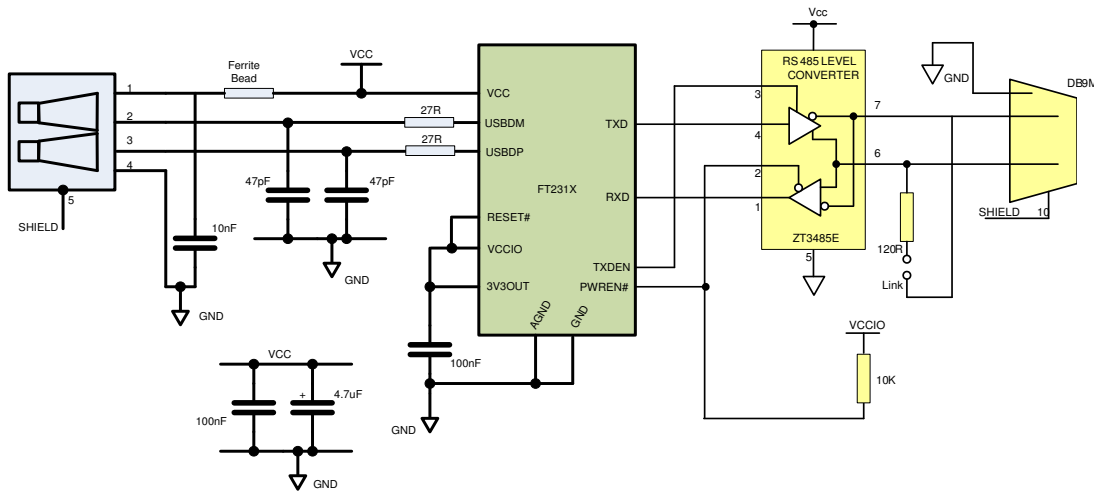 Vcc
VCC
Ferrite
Bead
RS485 LEVEL
CONVERTER
GND
DB9M
1
VCC
3
7
2
27R
USBDM
TXD
4
3
27R
USBDP
6
4
2
47pF
47pF
FT231X
RXD
1
5
SHIELD
RESET#
SHIELD
10
10nF
VCCIO
ZT3485E
120R
TXDEN
5
GND
3V3OUT
PWREN#
Link
GND
AGND
GND
VCCIO
VCC
100nF
10K
+
4.7uF
100nF
GND
GND